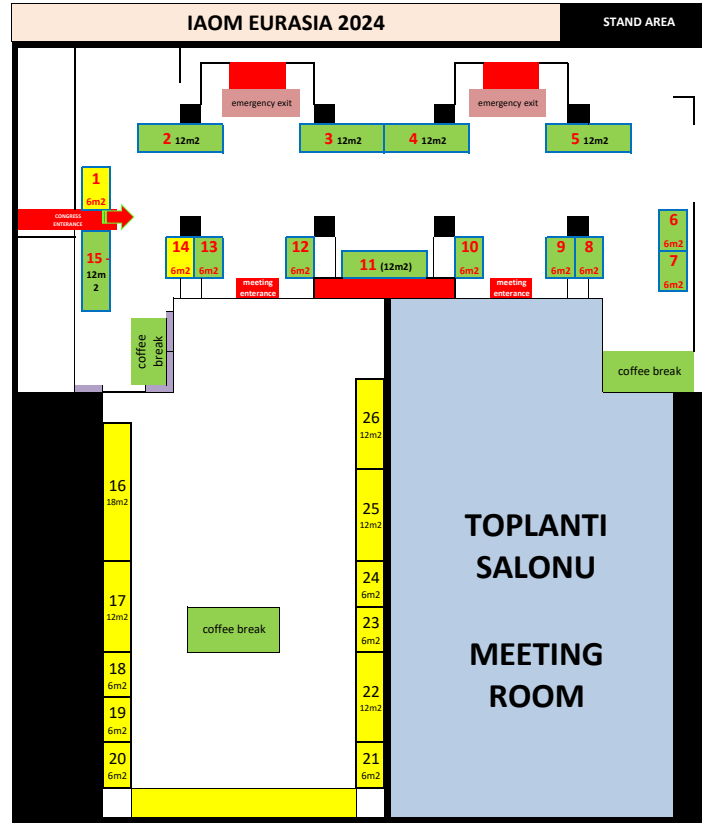 IAOM EURASIA 2024
STAND AREA
emergency exit
emergency exit
2 12m2
3 12m2
4 12m2
5 12m2
1
6m2
CONGRESS
ENTERANCE
15 -
12m
2
14
6m2
13
6m2
12
6m2
11 (12m2)
10
6m2
9
6m2
8
6m2
6
6m2
7
6m2
meeting
enterance
meeting
enterance
coffee
break
coffee break
26
12m2
16
18m2
25
12m2
24
6m2
17
12m2
23
6m2
coffee break
18
6m2
22
12m2
19
6m2
20
6m2
21
6m2
TOPLANTI
SALONU
MEETING
ROOM